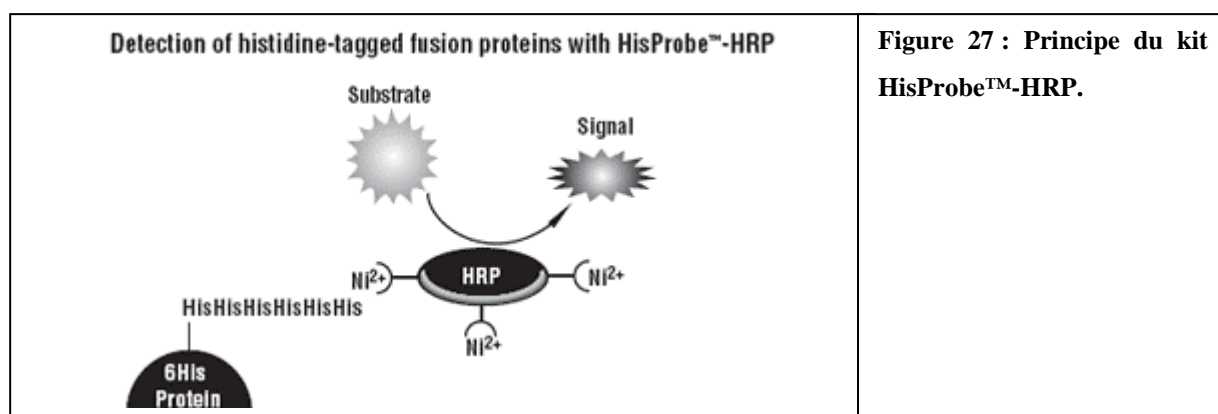 Detection of histidine-tagged fusion proteins with HisProbe™-HRP
Substrate
Signal
Ni2+
HRP
Ni2+
HisHisHisHisHisHis
Ni2+
6His
Protein
Figure 27 : Principe du kit
HisProbe™-HRP.